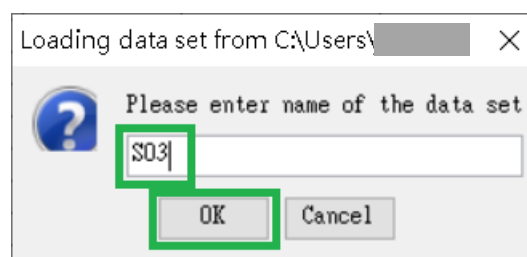 Loading data set from C:\Users\
Please enter name of the data set
S03
OK Cancel